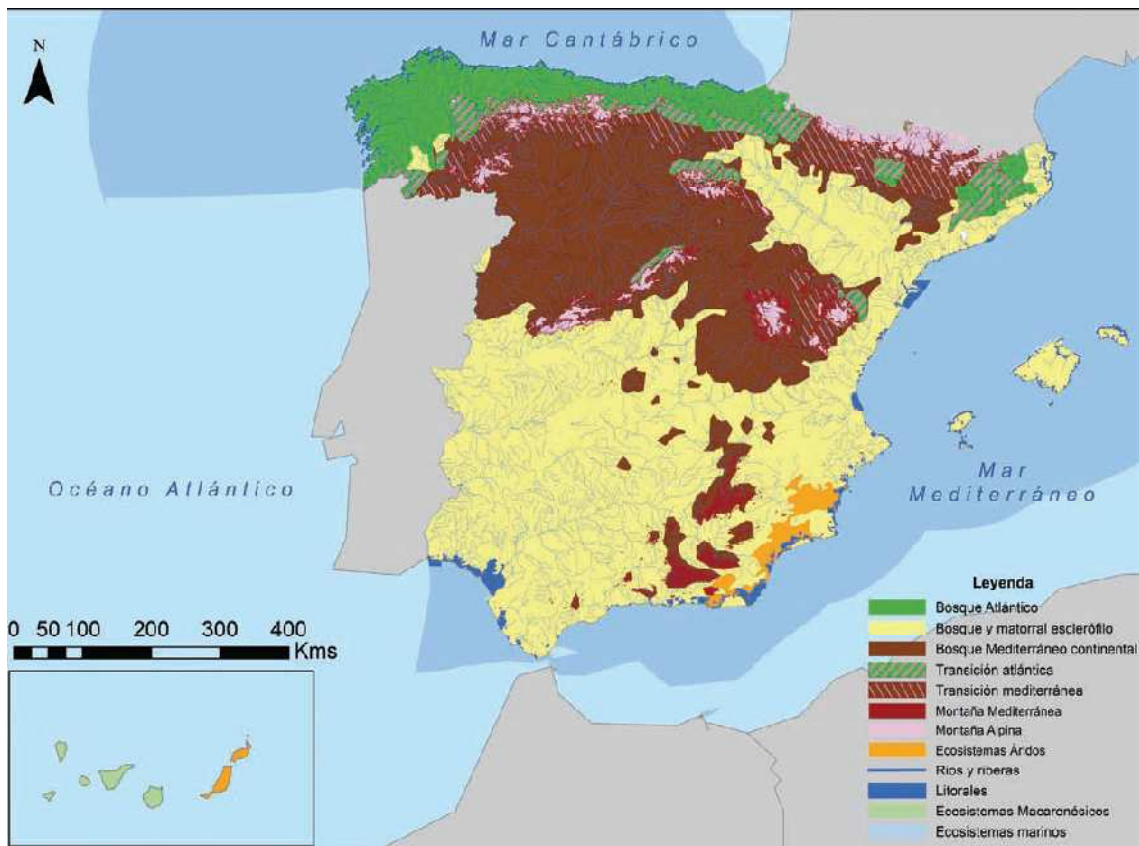 Mar Cantábrico
N
Océano Atlántico
Mar
Mediterráneo
0 50 100 200 300 400
Kms
Leyenda
Bosque Atlántico
Bosque y matorral esclerófilo
Bosque Mediterráneo continental
Transición atlántica
Transición mediterránea
Montaña Mediterránea
Montaña Alpina
Ecosistemas Áridos
Ríos y riberas
Litorales
Ecosistemas Macaronésicos
Ecosistemas marinos